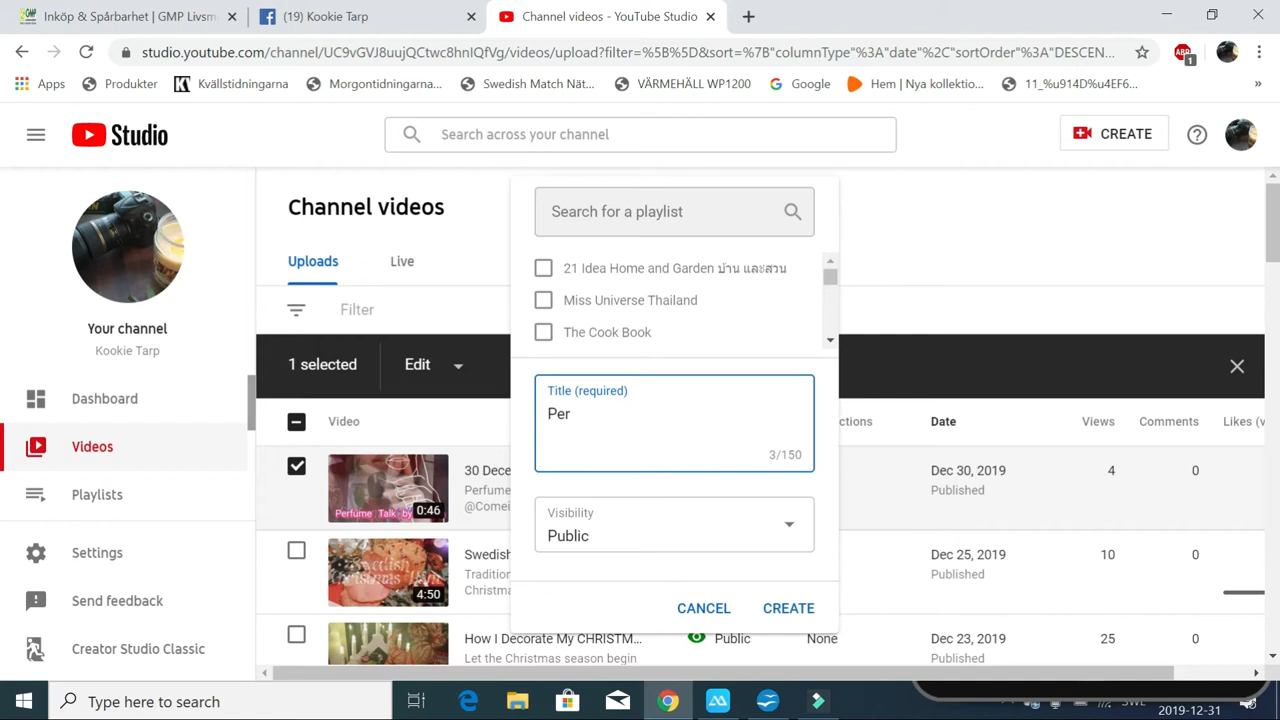 Inköp & Spårbarhet | GMP Livsm
(19) Kookie Tarp
Channel videos - YouTube Studio
studio.youtube.com/channel/UC9vGVJ8uujQCtwc8hnIOfVg/videos/upload?filter=%5B%5D&sort=%7B"columnType"%3A"date"%2C"sortOrder"%3A"DESCEN...
ABP
1
Apps
Produkter
Kvällstidningarna
Morgontidningarna...
Swedish Match Nät...
VÄRMEHÄLL WP1200
Google
Hem | Nya kollektio...
11_%u914D%u4EF6...
Studio
Search across your channel
CREATE
Your channel
Kookie Tarp
Dashboard
Videos
Playlists
Settings
Send feedback
Creator Studio Classic
Channel videos
Uploads
Live
Filter
1 selected
Edit
Search for a playlist
21 Idea Home and Garden บ้าน และสวน
Miss Universe Thailand
The Cook Book
Title (required)
Per
3/150
Visibility
Public
CANCEL
CREATE
Video
ctions
Date
Views
Comments
Likes (v
Perfume Talk - by
0:46
30 Dece
Perfume
@Comei
Dec 30, 2019
Published
4
0
Swedish Christmas Ham
4:50
Swedish
Tradition
Christma
Dec 25, 2019
Published
10
0
How I Decorate My CHRISTM...
Let the Christmas season begin
Public
None
Dec 23, 2019
Published
25
0
Type here to search
SWE
2019-12-31